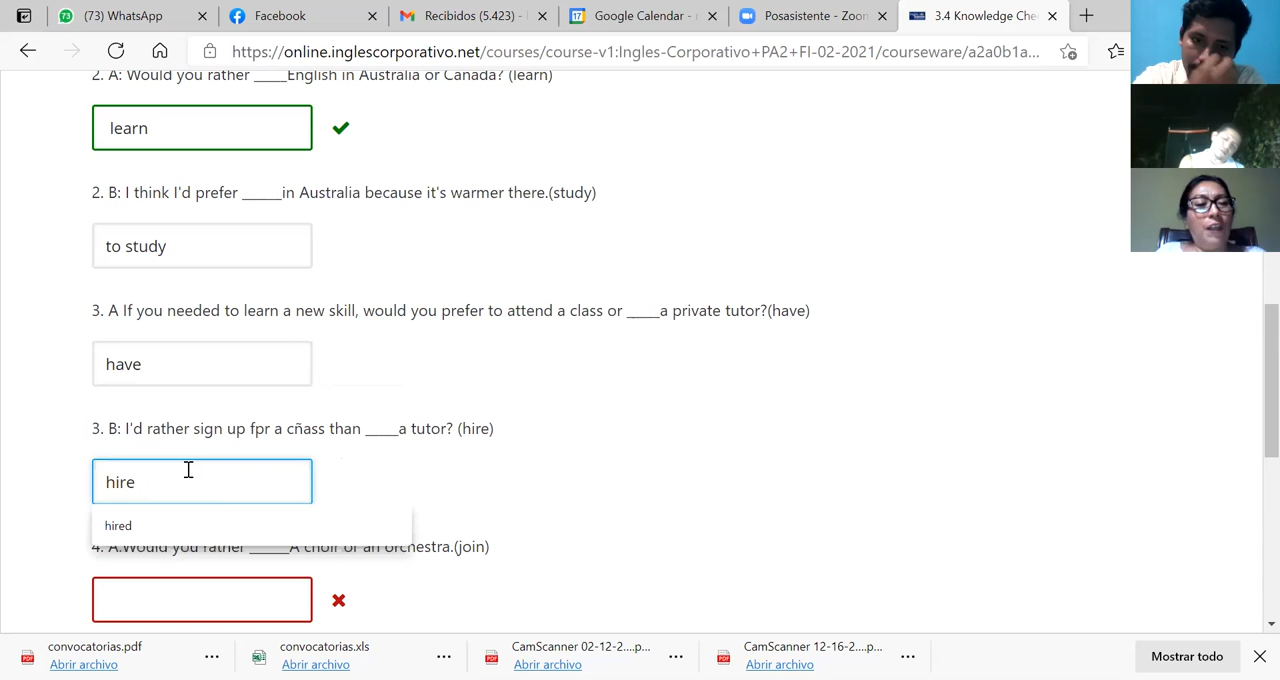 (73) WhatsApp
Facebook
Recibidos (5.423) -
Google Calendar -
Posasistente - Zoon
3.4 Knowledge Che
https://online.inglescorporativo.net/courses/course-v1:Ingles-Corporativo+PA2+FI-02-2021/courseware/a2a0b1a...
2. A: Would you rather ____English in Australia or Canada? (learn)
learn
2. B: I think I'd prefer _____in Australia because it's warmer there.(study)
to study
3. A If you needed to learn a new skill, would you prefer to attend a class or ____a private tutor?(have)
have
3. B: I'd rather sign up fpr a cñass than ____a tutor? (hire)
hire
hired
4. A.Would you rather _____A choir or an orchestra.(join)
convocatorias.pdf
Abrir archivo
convocatorias.xls
Abrir archivo
CamScanner 02-12-2....p...
Abrir archivo
CamScanner 12-16-2....p...
Abrir archivo
Mostrar todo